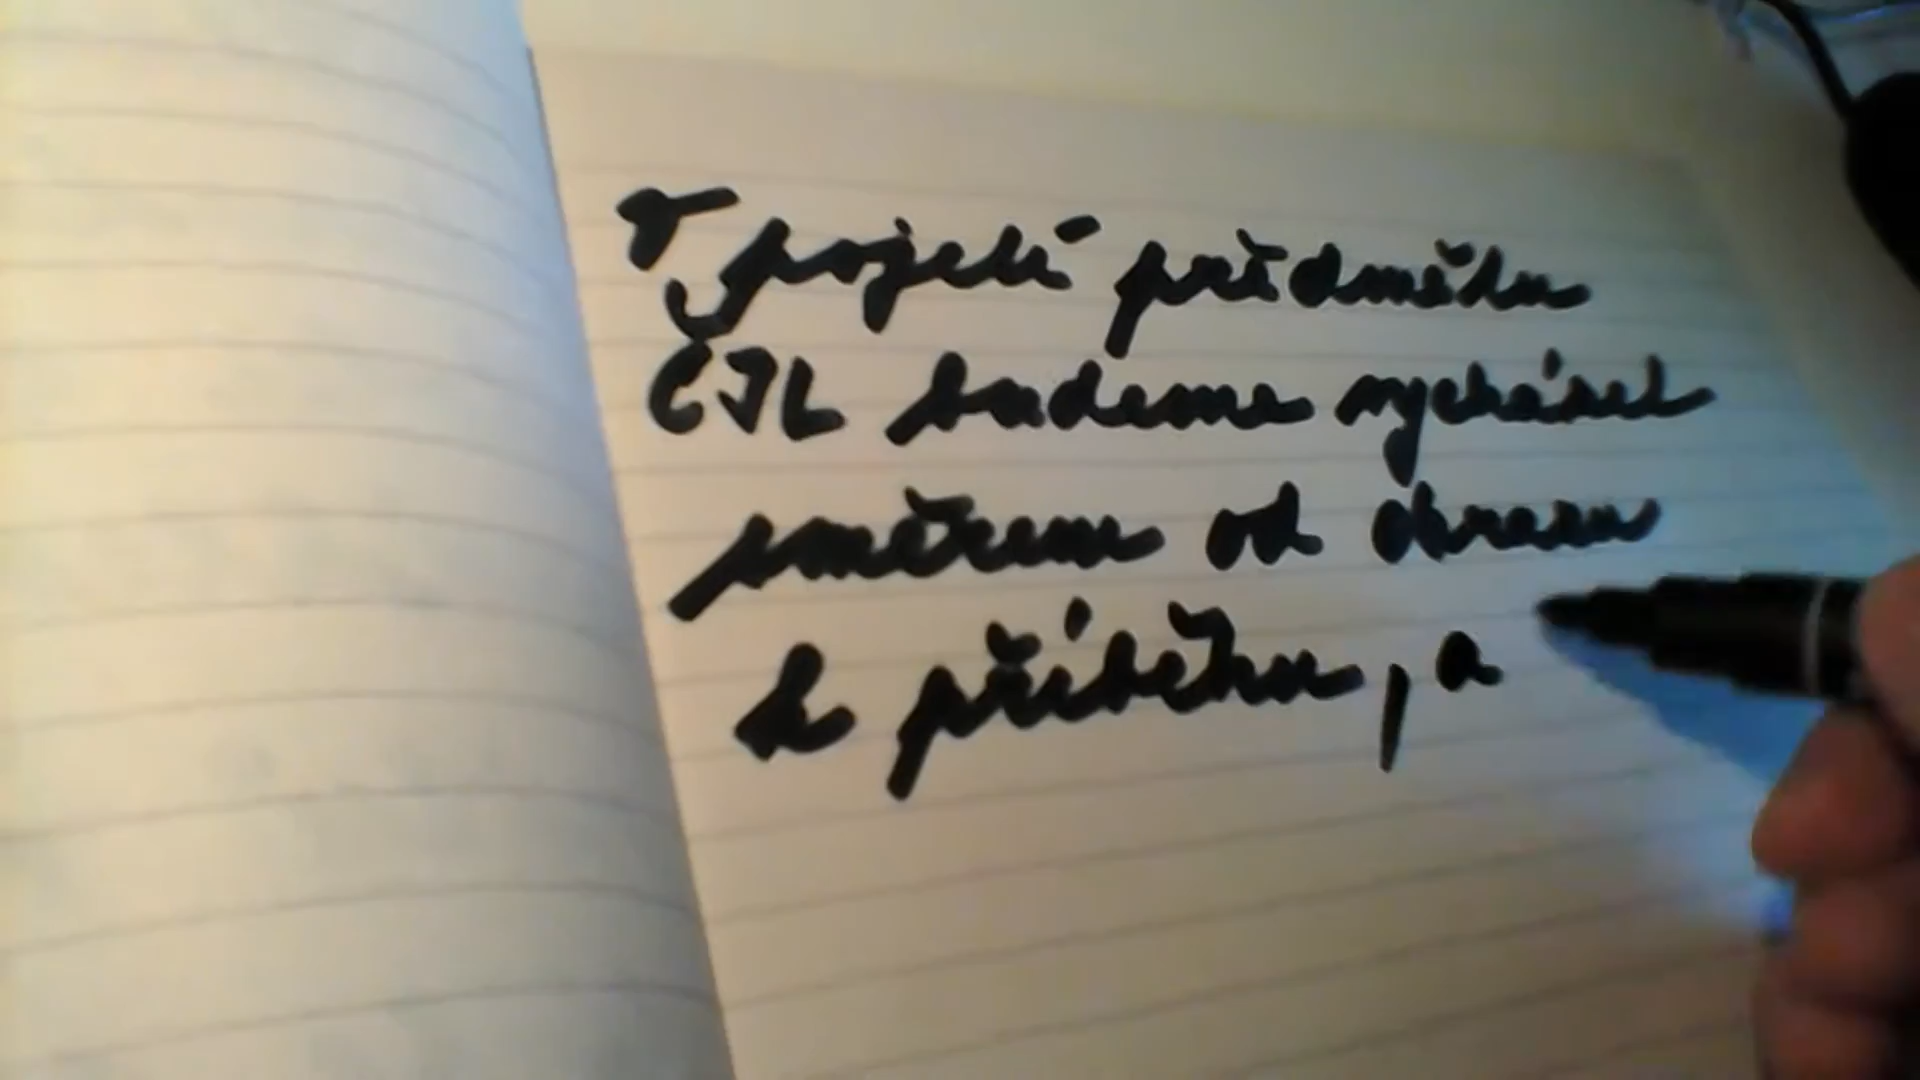 V pojetí předmětu
ČJL budeme vycházet
směrem od obrazu
k příběhu, a